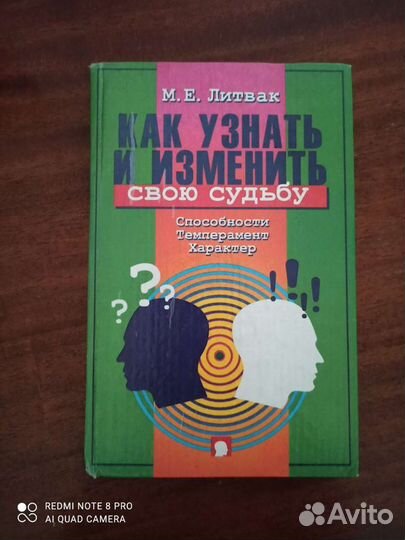 М.Е. Литвак
КАК УЗНАТЬ
И ИЗМЕНИТЬ
СВОЮ СУДЬБУ
Способности
Темперамент
Характер
???
!!!!
REDMI NOTE 8 PRO
AI QUAD CAMERA
Avito